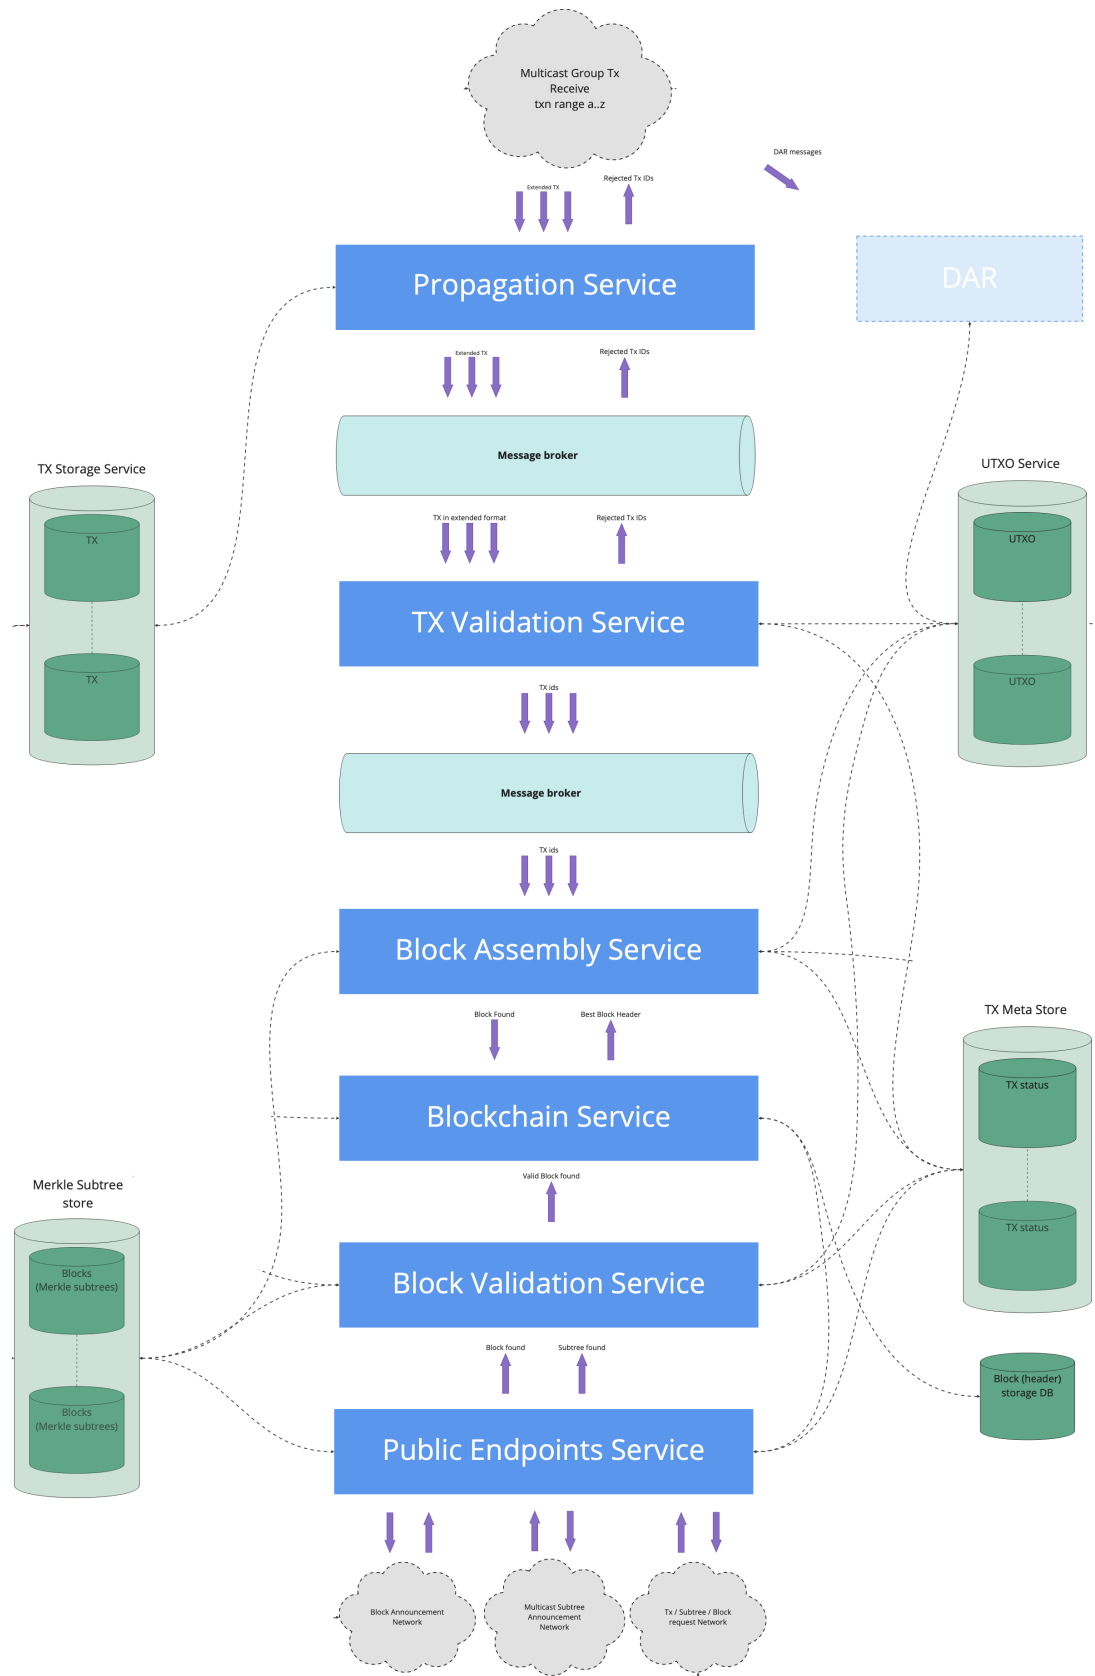 Multicast Group Tx
Receive
txn range a..z
DAR messages
Extended TX
Rejected Tx IDs
Propagation Service
DAR
Extended TX
Rejected Tx IDs
Message broker
TX Storage Service
TX
TX
UTXO Service
UTXO
UTXO
TX in extended format
Rejected Tx IDs
TX Validation Service
TX ids
Message broker
TX ids
Block Assembly Service
Block Found
Best Block Header
TX Meta Store
TX status
TX status
Blockchain Service
Valid Block found
Merkle Subtree
store
Blocks
(Merkle subtrees)
Blocks
(Merkle subtrees)
Block Validation Service
Block found
Subtree found
Block (header)
storage DB
Public Endpoints Service
Block Announcement
Network
Multicast Subtree
Announcement
Network
Tx / Subtree / Block
request Network